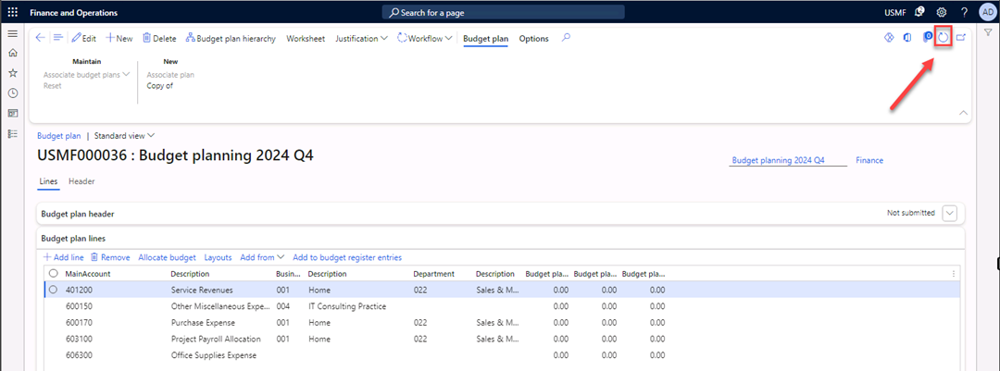 Finance and Operations Search for a page USMF 2 ? AD
Edit New Delete Budget plan hierarchy Worksheet Justification Workflow Budget plan Options 0
Maintain New
Associate budget plans Associate plan
Reset Copy of
Budget plan | Standard view
USMF000036 : Budget planning 2024 Q4
Budget planning 2024 Q4 Finance
Lines Header
Budget plan header Not submitted
Budget plan lines
+ Add line Remove Allocate budget Layouts Add from Add to budget register entries
MainAccount Description Busin... Description Department Description Budget pla... Budget pla... Budget pla...
401200 Service Revenues 001 Home 022 Sales & M... 0.00 0.00 0.00
600150 Other Miscellaneous Expe... 004 IT Consulting Practice 0.00 0.00 0.00
600170 Purchase Expense 001 Home 022 Sales & M... 0.00 0.00 0.00
603100 Project Payroll Allocation 001 Home 022 Sales & M... 0.00 0.00 0.00
606300 Office Supplies Expense 0.00 0.00 0.00